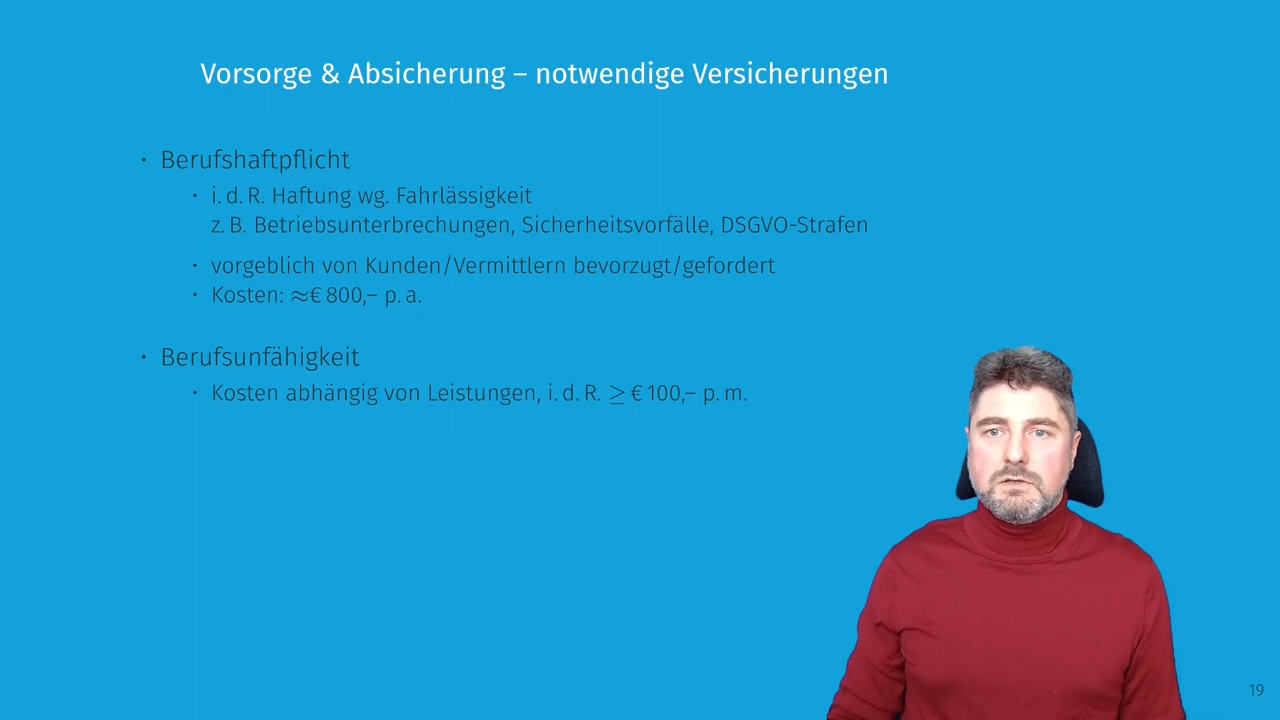 Vorsorge & Absicherung – notwendige Versicherungen
• Berufshaftpflicht
• i. d. R. Haftung wg. Fahrlässigkeit
z. B. Betriebsunterbrechungen, Sicherheitsvorfälle, DSGVO-Strafen
• vorgeblich von Kunden/Vermittlern bevorzugt/gefordert
• Kosten: ≈€ 800,– p. a.
• Berufsunfähigkeit
• Kosten abhängig von Leistungen, i. d. R. ≥ € 100,– p. m.
19